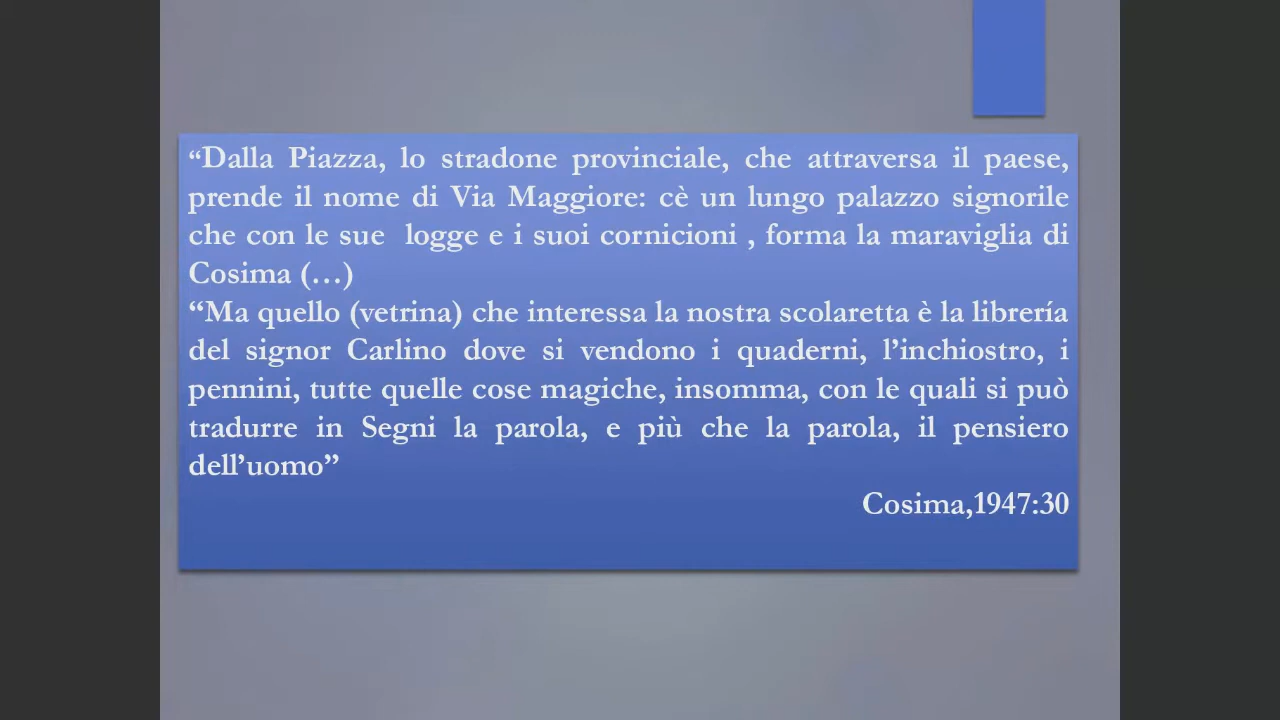 “Dalla Piazza, lo stradone provinciale, che attraversa il paese,
prende il nome di Via Maggiore: cè un lungo palazzo signorile
che con le sue logge e i suoi cornicioni , forma la maraviglia di
Cosima (…)
“Ma quello (vetrina) che interessa la nostra scolaretta è la librería
del signor Carlino dove si vendono i quaderni, l’inchiostro, i
pennini, tutte quelle cose magiche, insomma, con le quali si può
tradurre in Segni la parola, e più che la parola, il pensiero
dell’uomo”
Cosima,1947:30